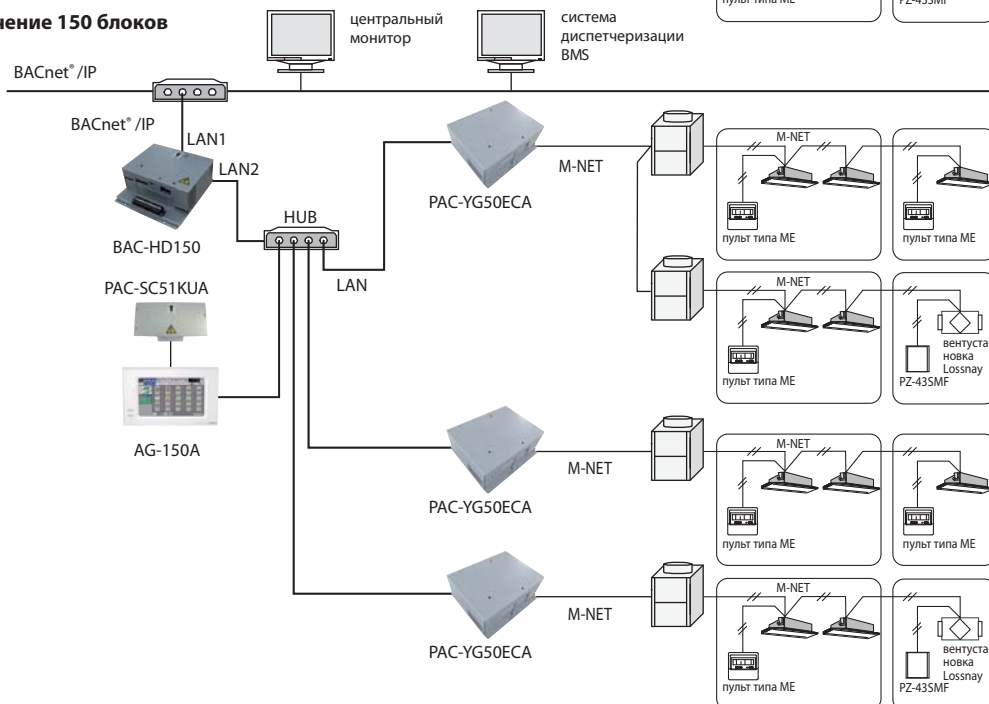 пульт типа ME
PZ-43SMF
чение 150 блоков
центральный
монитор
система
диспетчеризации
BMS
BACnet® /IP
BACnet® /IP
LAN1
LAN2
BAC-HD150
HUB
LAN
PAC-SC51KUA
AG-150A
PAC-YG50ECA
M-NET
M-NET
пульт типа ME
пульт типа ME
M-NET
пульт типа ME
вентуста-
новка
Lossnay
PZ-43SMF
PAC-YG50ECA
M-NET
M-NET
пульт типа ME
пульт типа ME
PAC-YG50ECA
M-NET
M-NET
пульт типа ME
вентуста-
новка
Lossnay
PZ-43SMF